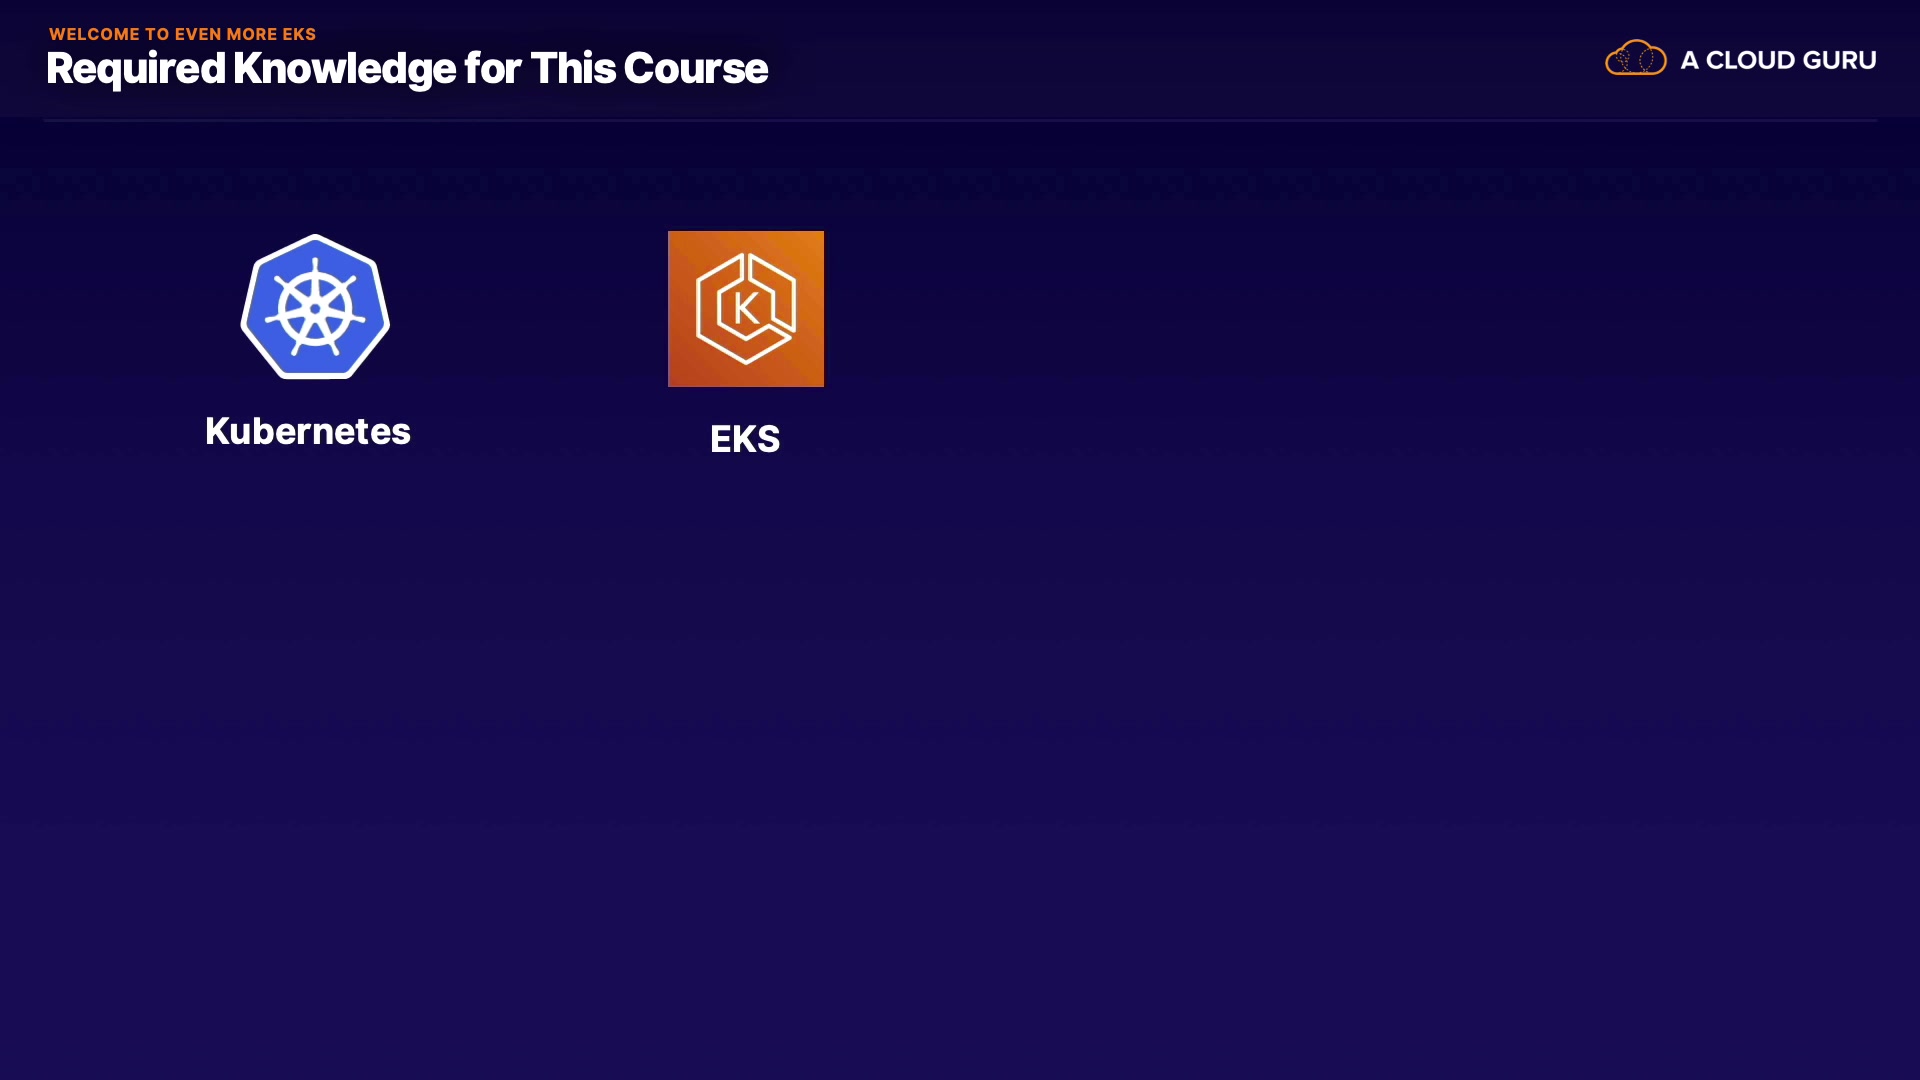 WELCOME TO EVEN MORE EKS
Required Knowledge for This Course
A CLOUD GURU
K
Kubernetes
EKS